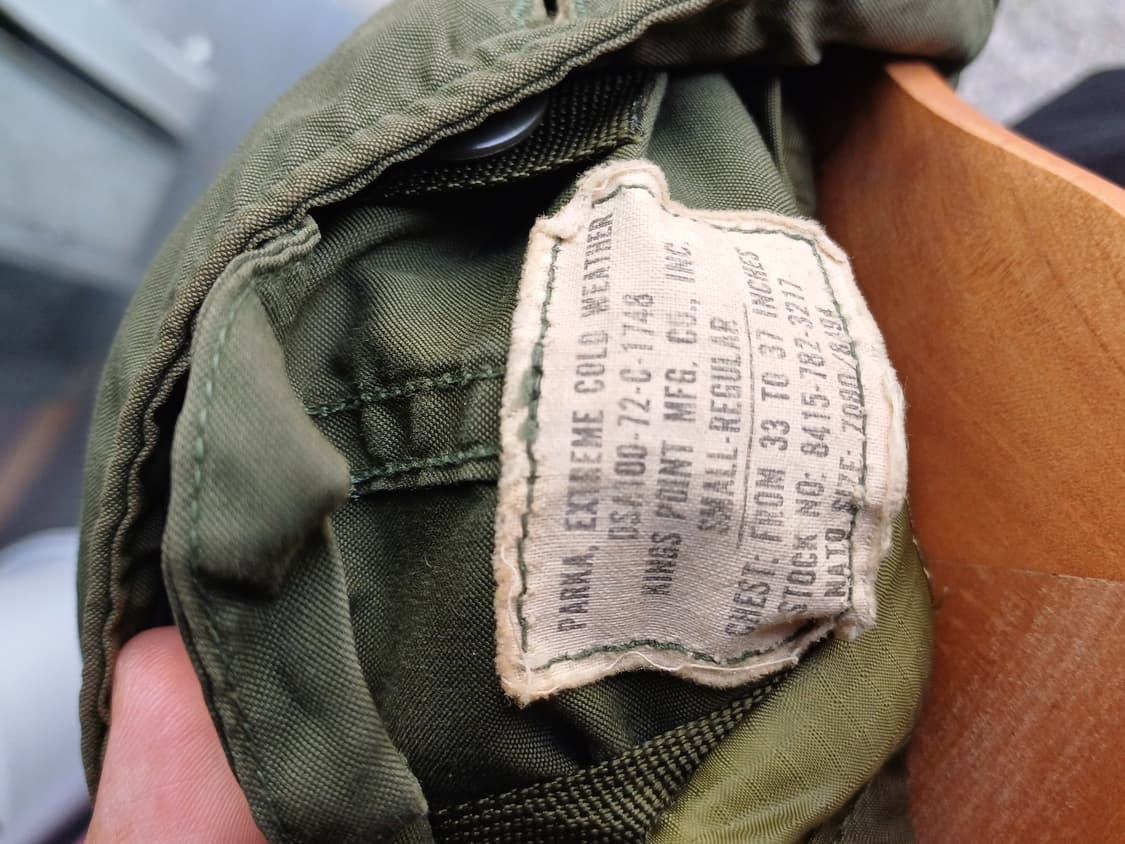 PARKA, EXTREME COLD WEATHER
DSA100-72-C-1748
KINGS POINT MFG. CO., INC.
SMALL-REGULAR
CHEST: FROM 33 TO 37 INCHES
STOCK NO: 8415-782-3217
NATO SIZE: 7080/8494